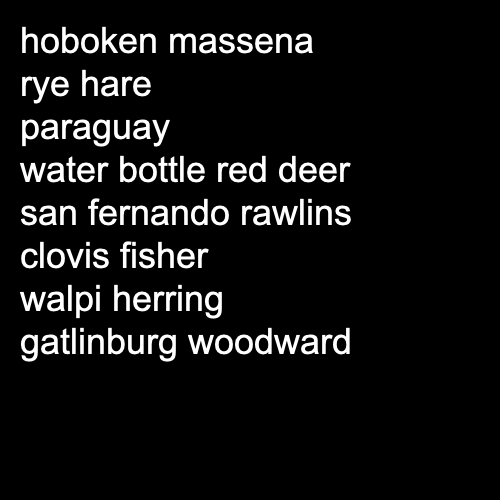 hoboken massena
rye hare
paraguay
water bottle red deer
san fernando rawlins
clovis fisher
walpi herring
gatlinburg woodward